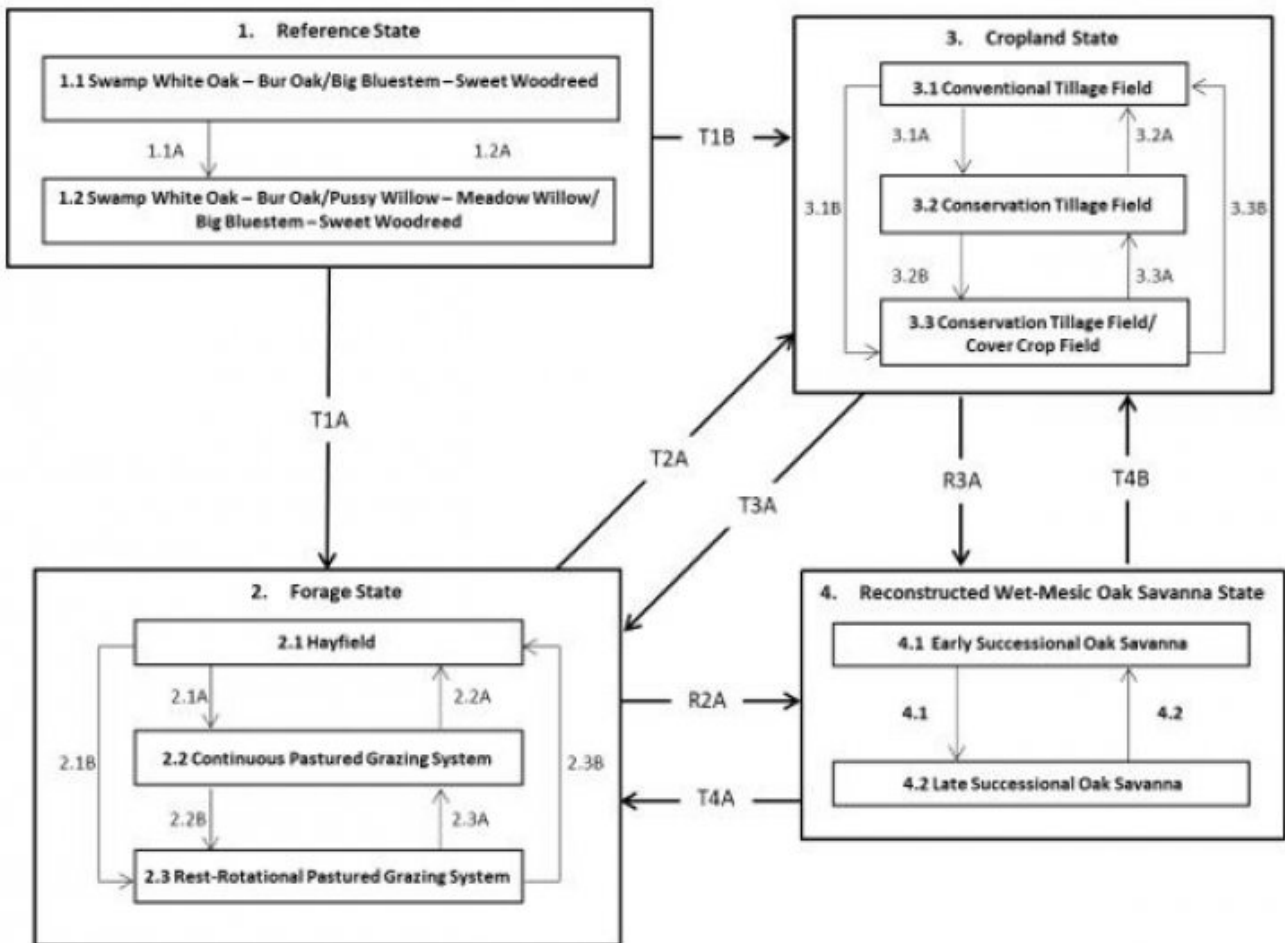 1. Reference State
1.1 Swamp White Oak – Bur Oak/Big Bluestem – Sweet Woodreed
1.1A
1.2A
1.2 Swamp White Oak – Bur Oak/Pussy Willow – Meadow Willow/
Big Bluestem – Sweet Woodreed
T1B
3. Cropland State
3.1 Conventional Tillage Field
3.1A
3.2A
3.2 Conservation Tillage Field
3.1B
3.3B
3.2B
3.3A
3.3 Conservation Tillage Field/
Cover Crop Field
T1A
T2A
T3A
R3A
T4B
2. Forage State
2.1 Hayfield
2.1A
2.2A
2.2 Continuous Pastured Grazing System
2.1B
2.3B
2.2B
2.3A
2.3 Rest-Rotational Pastured Grazing System
R2A
T4A
4. Reconstructed Wet-Mesic Oak Savanna State
4.1 Early Successional Oak Savanna
4.1
4.2
4.2 Late Successional Oak Savanna